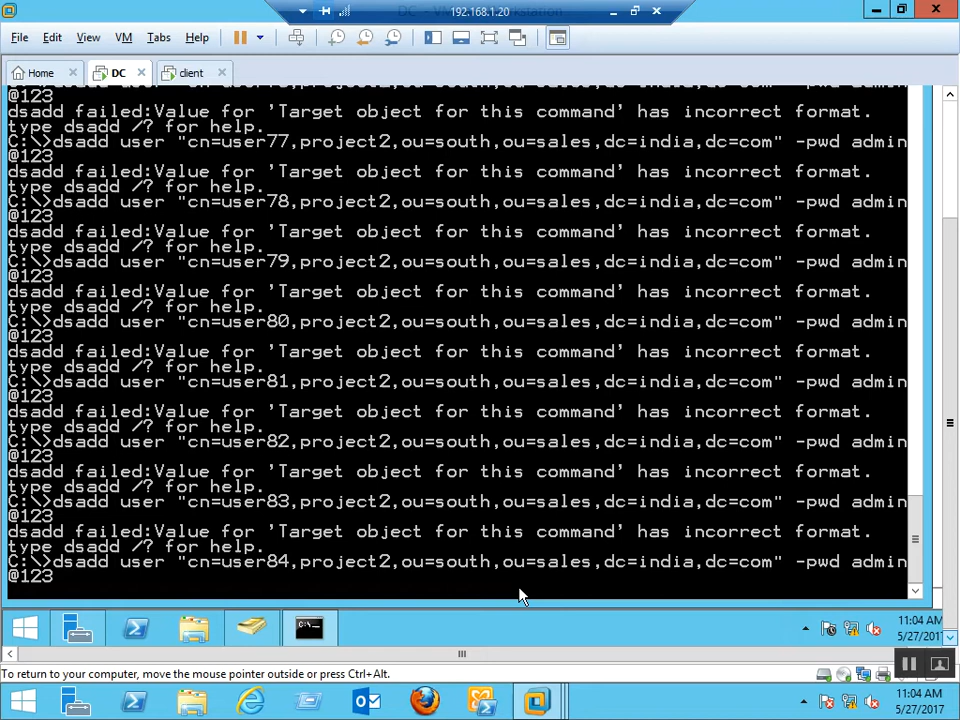 192.168.1.20
File Edit View VM Tabs Help
Home DC client
@123
dsadd failed:Value for 'Target object for this command' has incorrect format.
type dsadd /? for help.
C:\>dsadd user "cn=user77,project2,ou=south,ou=sales,dc=india,dc=com" -pwd admin
@123
dsadd failed:Value for 'Target object for this command' has incorrect format.
type dsadd /? for help.
C:\>dsadd user "cn=user78,project2,ou=south,ou=sales,dc=india,dc=com" -pwd admin
@123
dsadd failed:Value for 'Target object for this command' has incorrect format.
type dsadd /? for help.
C:\>dsadd user "cn=user79,project2,ou=south,ou=sales,dc=india,dc=com" -pwd admin
@123
dsadd failed:Value for 'Target object for this command' has incorrect format.
type dsadd /? for help.
C:\>dsadd user "cn=user80,project2,ou=south,ou=sales,dc=india,dc=com" -pwd admin
@123
dsadd failed:Value for 'Target object for this command' has incorrect format.
type dsadd /? for help.
C:\>dsadd user "cn=user81,project2,ou=south,ou=sales,dc=india,dc=com" -pwd admin
@123
dsadd failed:Value for 'Target object for this command' has incorrect format.
type dsadd /? for help.
C:\>dsadd user "cn=user82,project2,ou=south,ou=sales,dc=india,dc=com" -pwd admin
@123
dsadd failed:Value for 'Target object for this command' has incorrect format.
type dsadd /? for help.
C:\>dsadd user "cn=user83,project2,ou=south,ou=sales,dc=india,dc=com" -pwd admin
@123
dsadd failed:Value for 'Target object for this command' has incorrect format.
type dsadd /? for help.
C:\>dsadd user "cn=user84,project2,ou=south,ou=sales,dc=india,dc=com" -pwd admin
@123
11:04 AM
5/27/2017
To return to your computer, move the mouse pointer outside or press Ctrl+Alt.
11:04 AM
5/27/2017